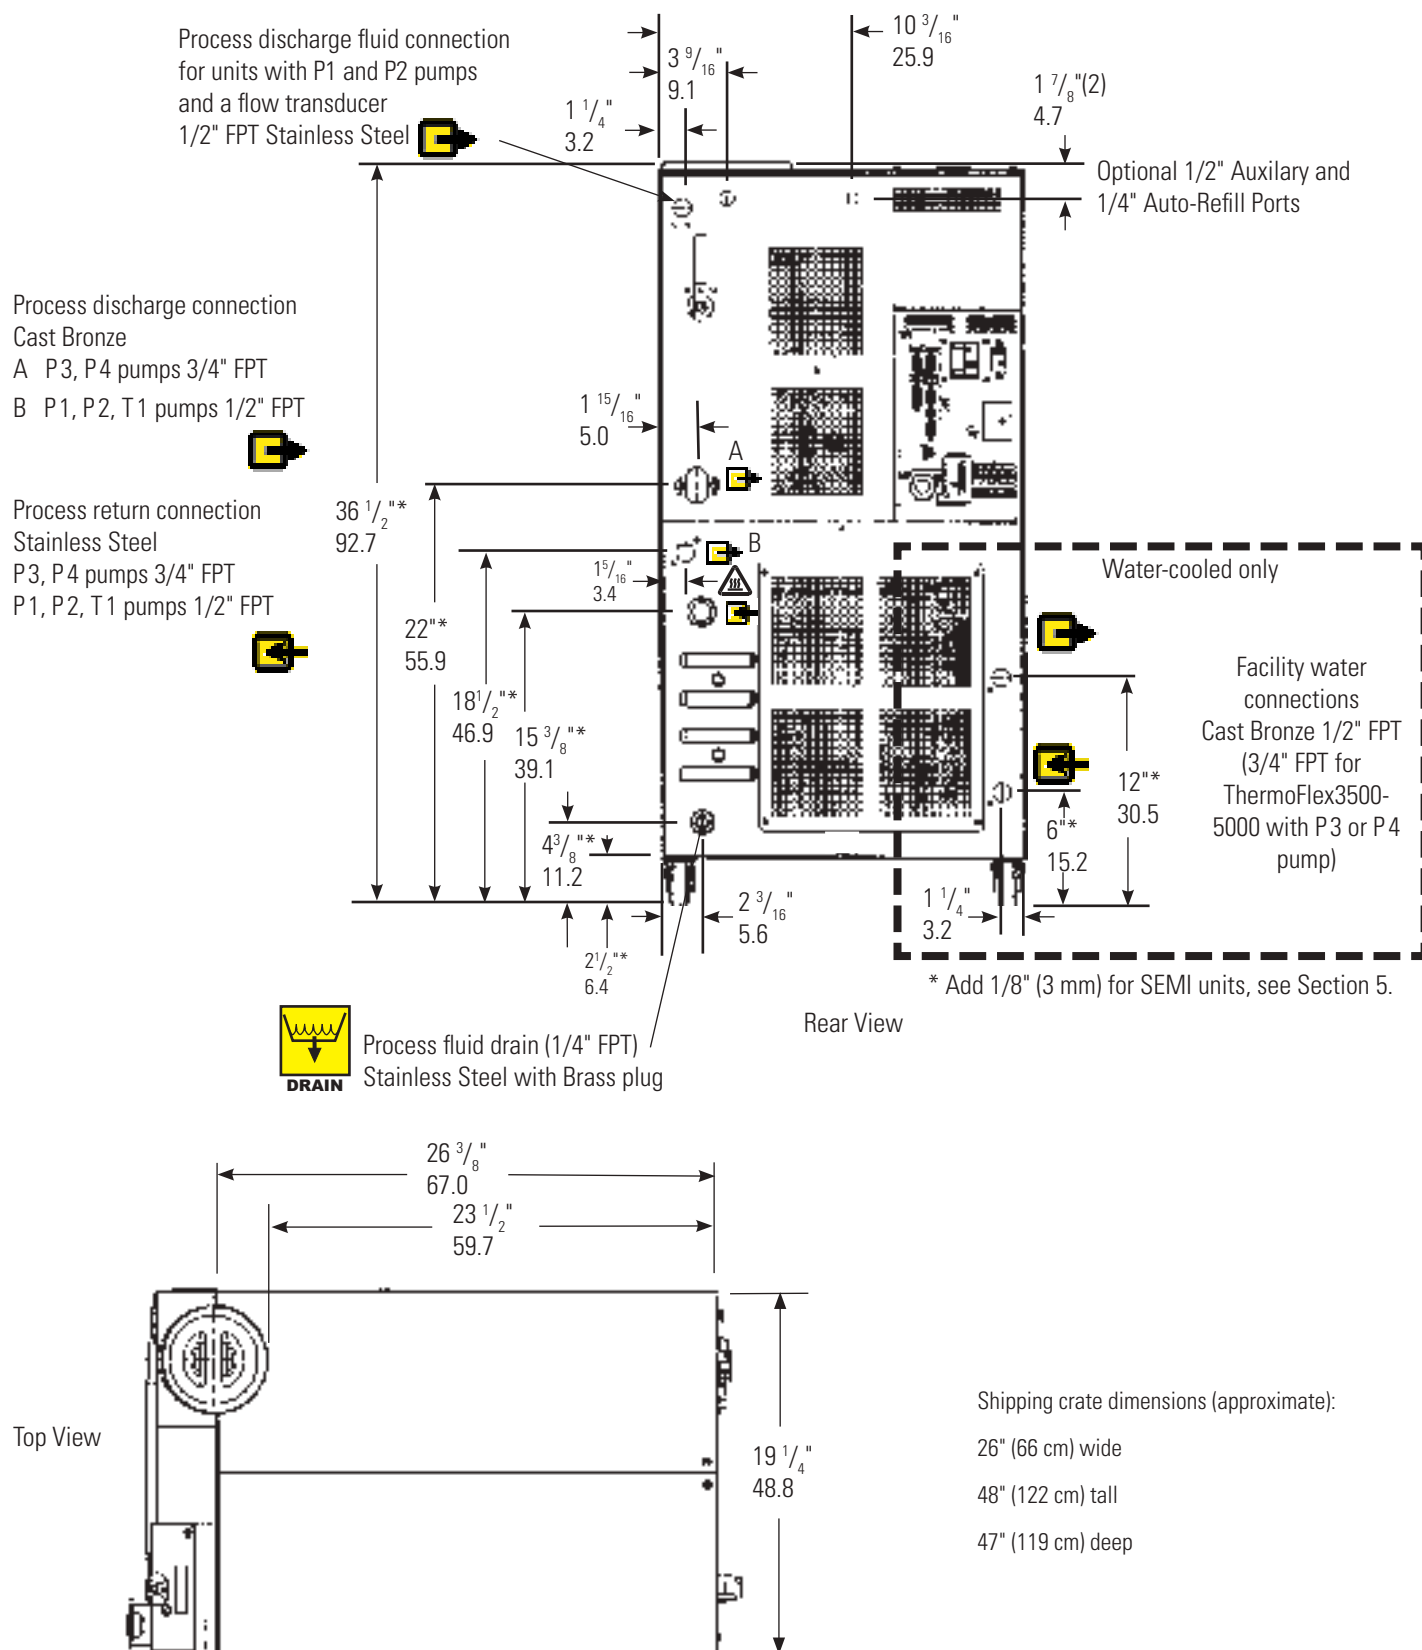 Process discharge fluid connection
for units with P1 and P2 pumps
and a flow transducer
1/2" FPT Stainless Steel
10 3/16"
25.9
3 9/16"
9.1
1 1/4"
3.2
1 7/8"(2)
4.7
Optional 1/2" Auxilary and
1/4" Auto-Refill Ports
Process discharge connection
Cast Bronze
A P3, P4 pumps 3/4" FPT
B P1, P2, T1 pumps 1/2" FPT
1 15/16"
5.0
A
Process return connection
Stainless Steel
P3, P4 pumps 3/4" FPT
P1, P2, T1 pumps 1/2" FPT
36 1/2"*
92.7
B
1 5/16"
3.4
Water-cooled only
22"*
55.9
18 1/2"*
46.9
15 3/8"*
39.1
Facility water
connections
Cast Bronze 1/2" FPT
(3/4" FPT for
ThermoFlex3500-
5000 with P3 or P4
pump)
12"*
30.5
6"*
15.2
4 3/8"*
11.2
2 3/16"
5.6
1 1/4"
3.2
2 1/2"*
6.4
* Add 1/8" (3 mm) for SEMI units, see Section 5.
Rear View
DRAIN
Process fluid drain (1/4" FPT)
Stainless Steel with Brass plug
26 3/8"
67.0
23 1/2"
59.7
Top View
19 1/4"
48.8
Shipping crate dimensions (approximate):
26" (66 cm) wide
48" (122 cm) tall
47" (119 cm) deep